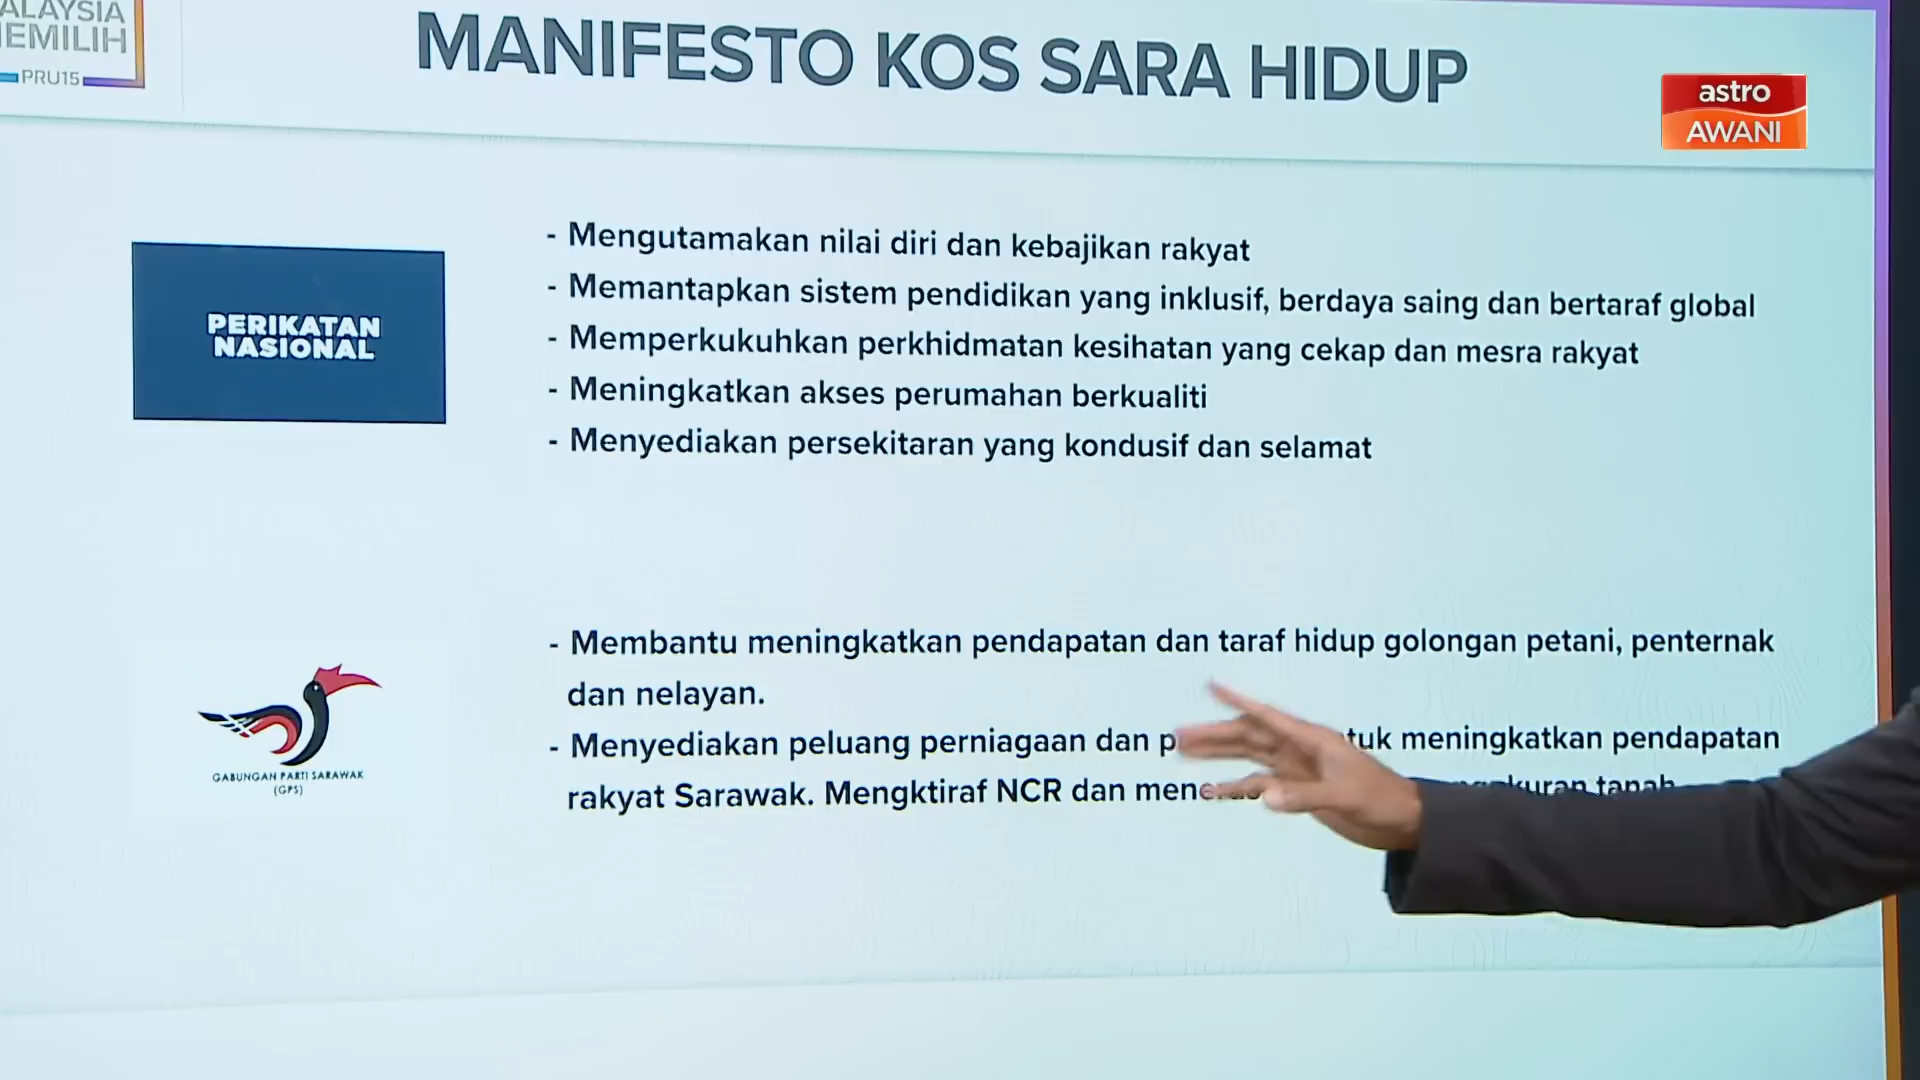 MANIFESTO KOS SARA HIDUP
PRU15
astro
AWANI
PERIKATAN
NASIONAL
- Mengutamakan nilai diri dan kebajikan rakyat
- Memantapkan sistem pendidikan yang inklusif, berdaya saing dan bertaraf global
- Memperkukuhkan perkhidmatan kesihatan yang cekap dan mesra rakyat
- Meningkatkan akses perumahan berkualiti
- Menyediakan persekitaran yang kondusif dan selamat
GABUNGAN PARTI SARAWAK
(GPS)
- Membantu meningkatkan pendapatan dan taraf hidup golongan petani, penternak
dan nelayan.
- Menyediakan peluang perniagaan dan meningkatkan pendapatan
rakyat Sarawak. Mengktiraf NCR dan tanah